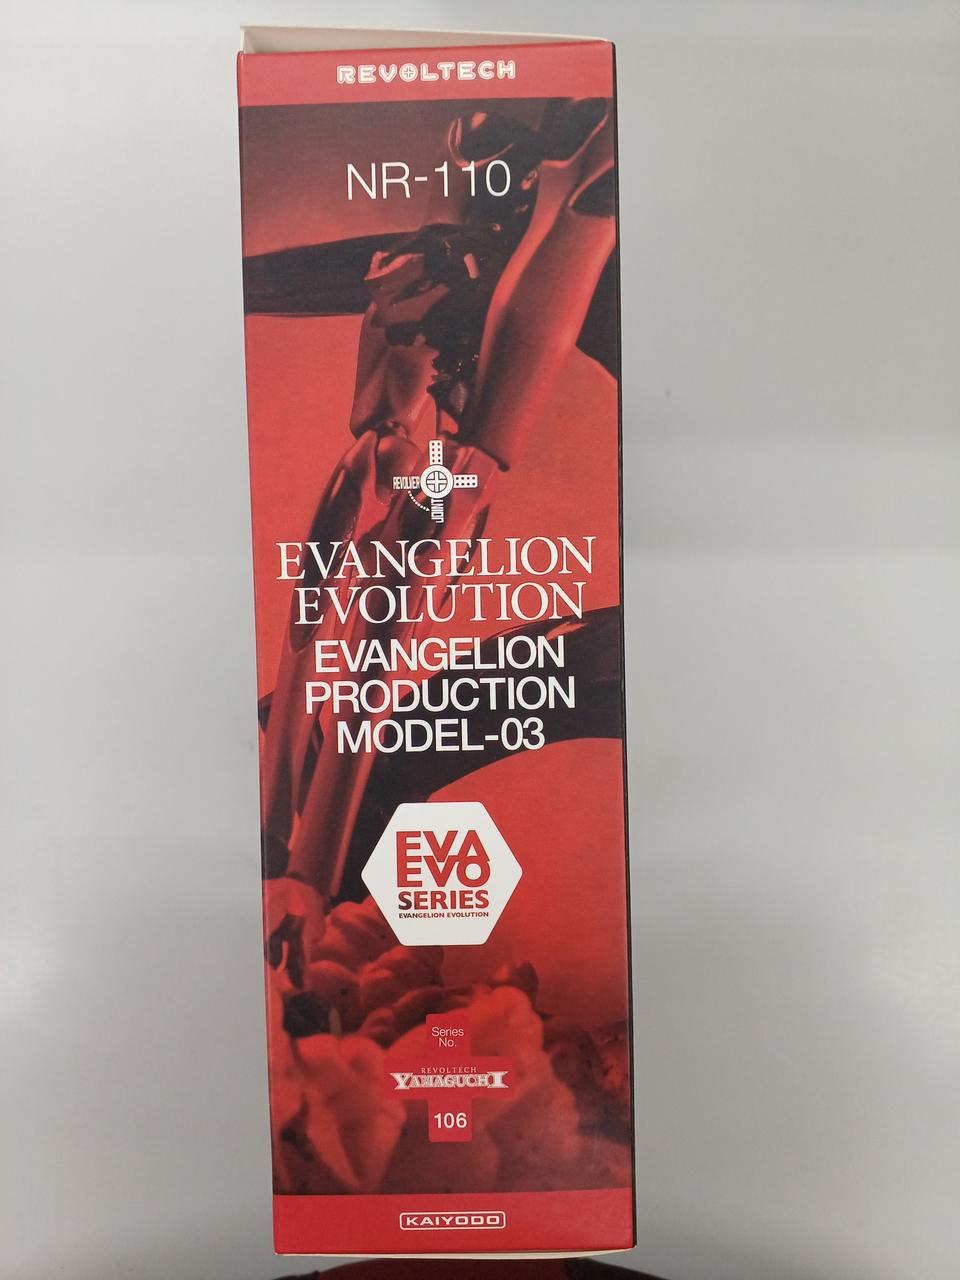 REVOLTECH
NR-110
REVOLVER
JOINT
EVANGELION
EVOLUTION
EVANGELION
PRODUCTION
MODEL-03
EVA
EVO
SERIES
EVANGELION EVOLUTION
Series
No.
REVOLTECH
YAMAGUCHI
106
KAIYODO